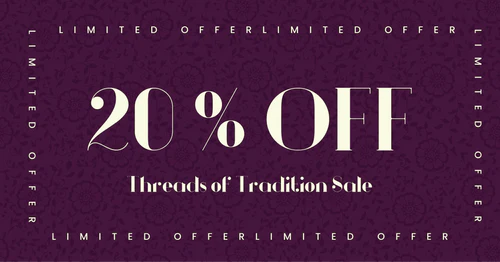 LIMITED OFFERLIMITED OFFER
LIMITED OFFER
20 % OFF
Threads of Tradition Sale
LIMITED OFFER
LIMITED OFFERLIMITED OFFER